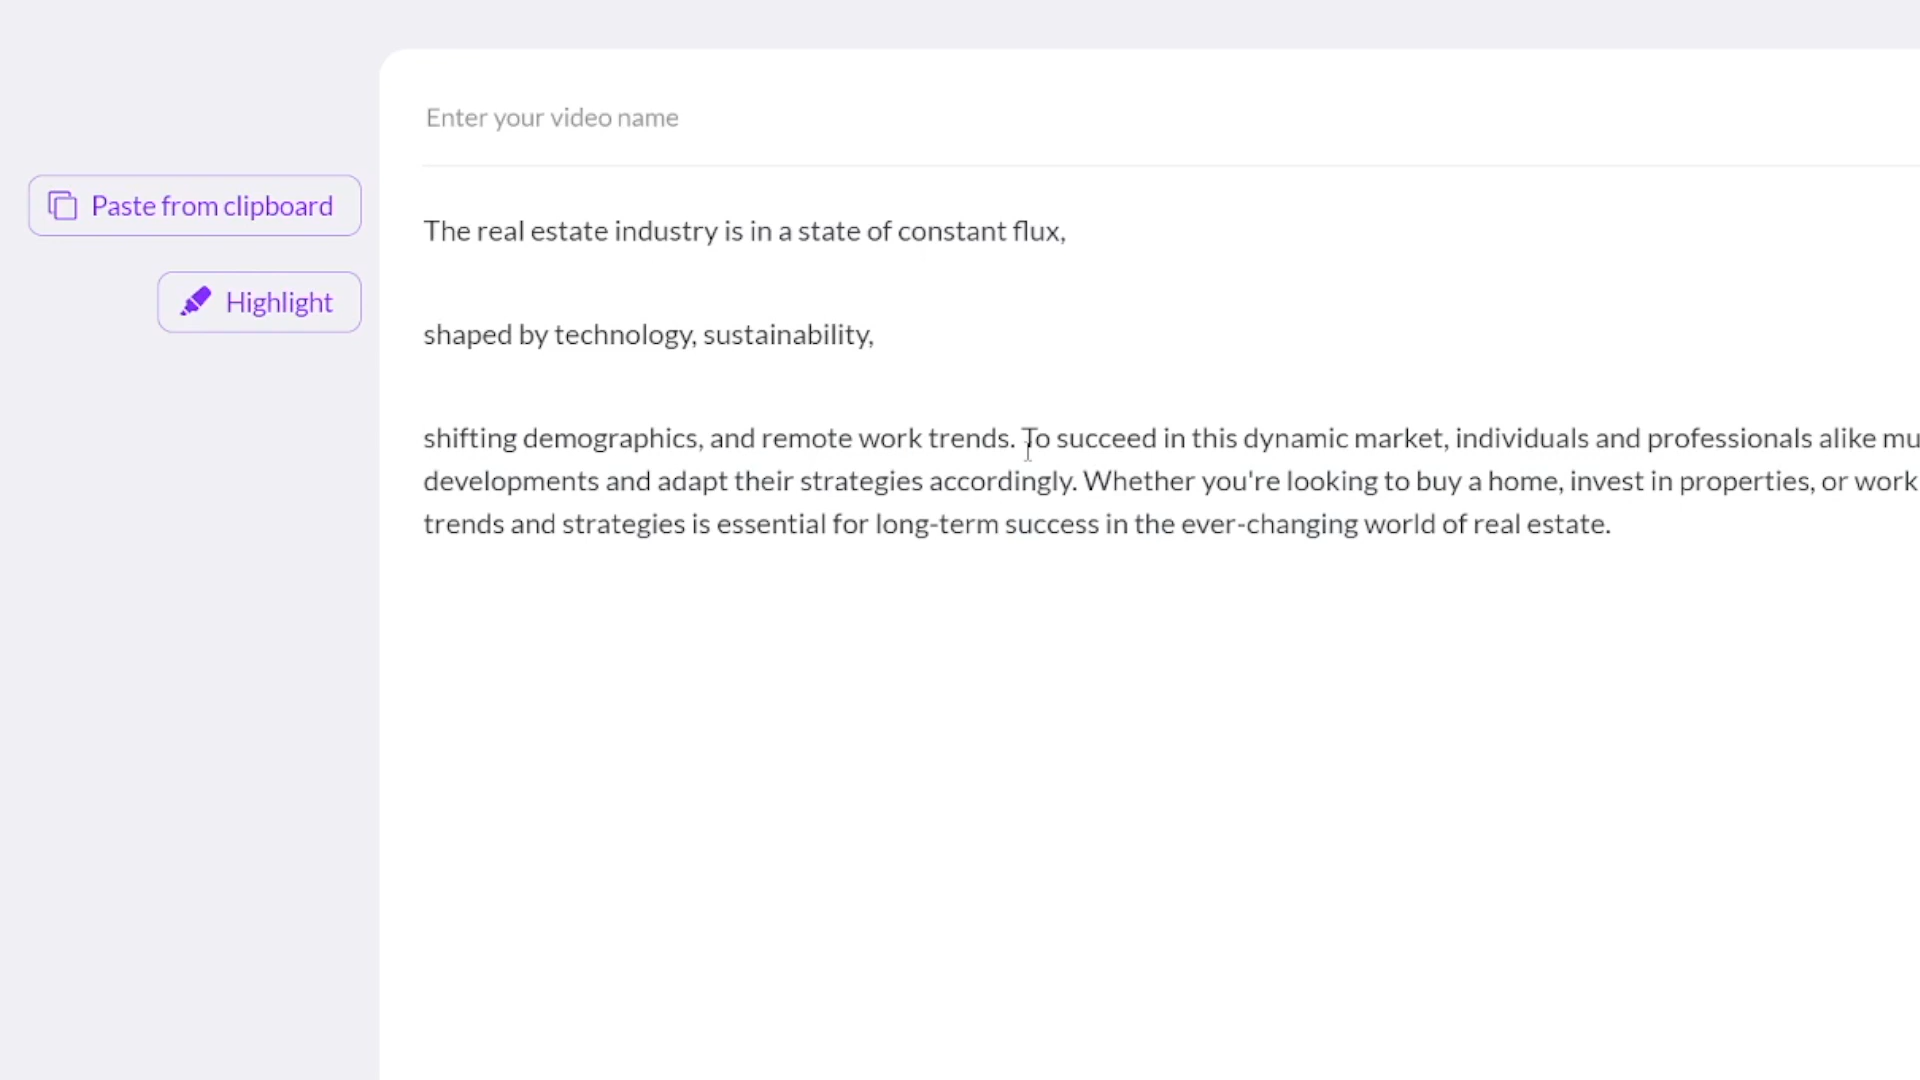 Enter your video name
Paste from clipboard
Highlight
The real estate industry is in a state of constant flux,
shaped by technology, sustainability,
shifting demographics, and remote work trends. To succeed in this dynamic market, individuals and professionals alike mu
developments and adapt their strategies accordingly. Whether you're looking to buy a home, invest in properties, or work
trends and strategies is essential for long-term success in the ever-changing world of real estate.